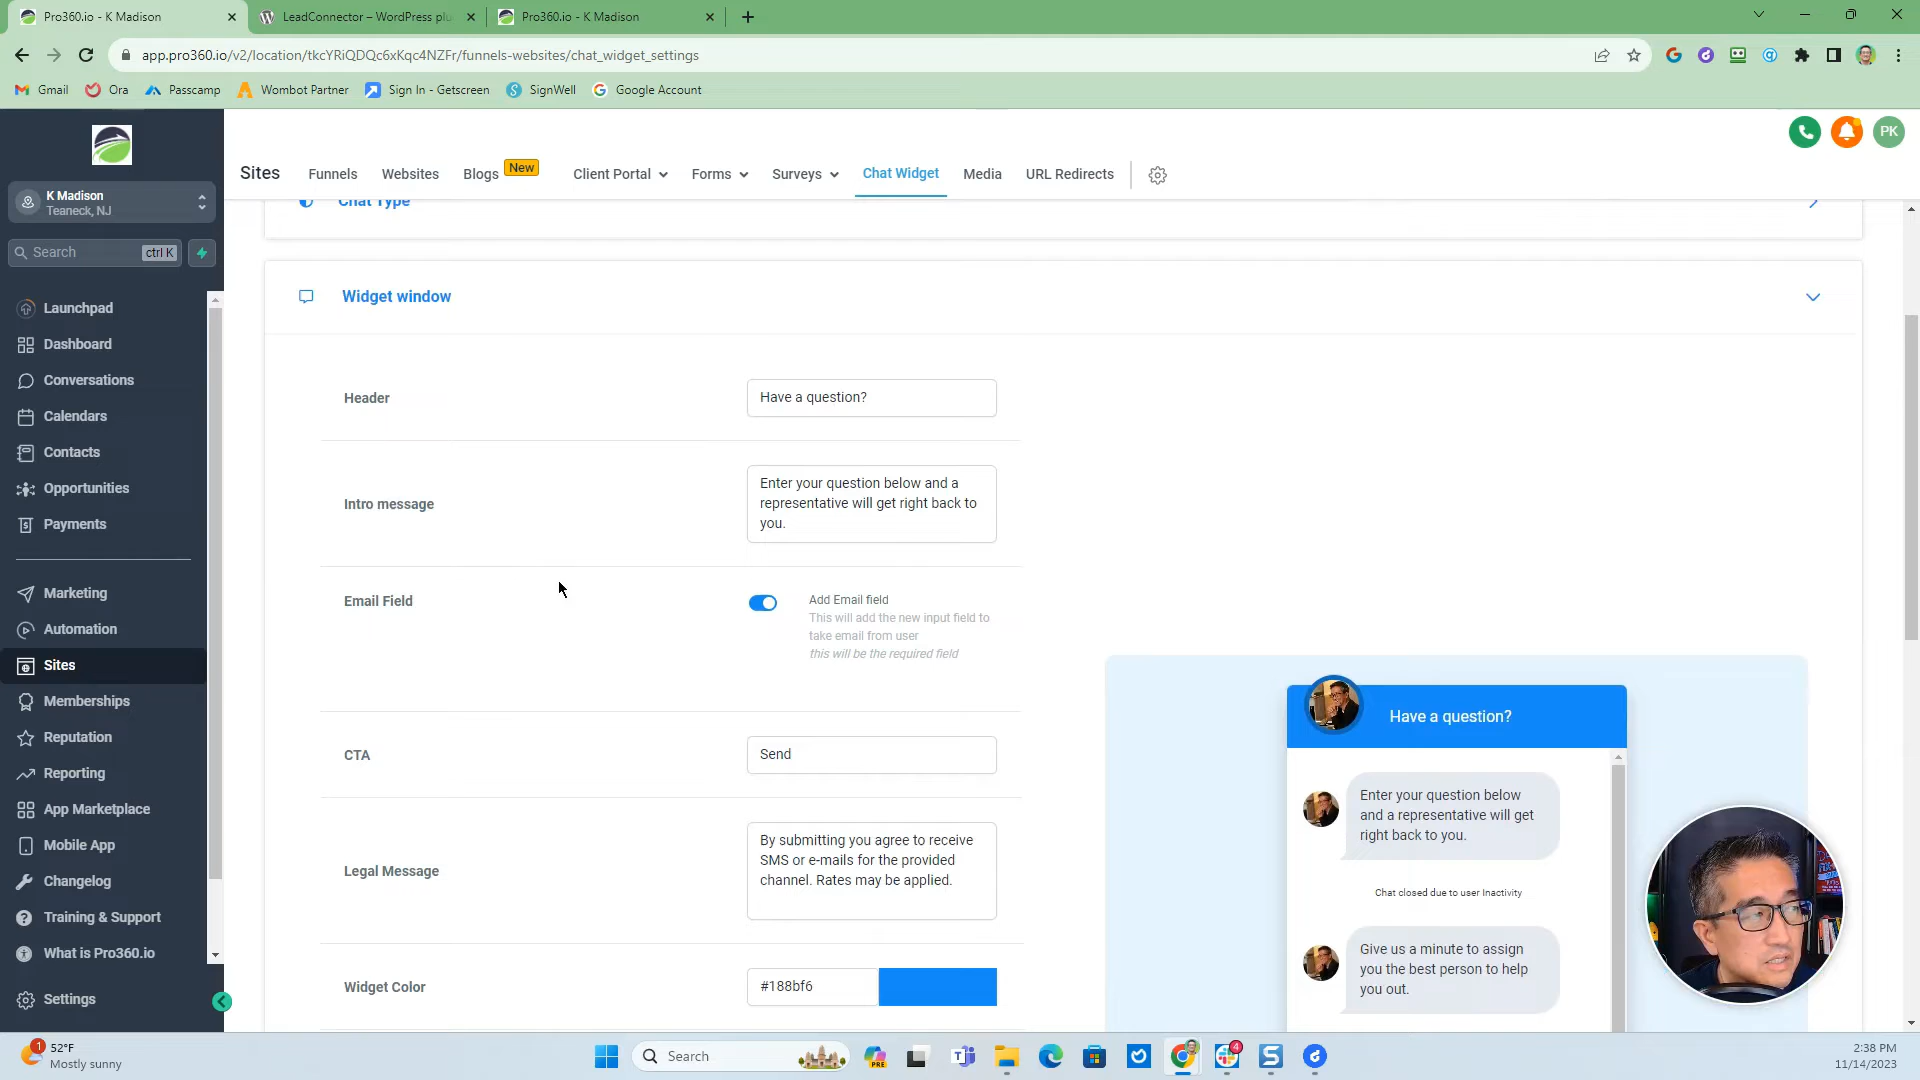 Pro360.io - K Madison
LeadConnector – WordPress plu
Pro360.io - K Madison
app.pro360.io/v2/location/tkcYRiQDQc6xKqc4NZFr/funnels-websites/chat_widget_settings
Gmail
Ora
Passcamp
Wombot Partner
Sign In - Getscreen
SignWell
Google Account
PK
K Madison
Teaneck, NJ
Search
ctrl K
Launchpad
Dashboard
Conversations
Calendars
Contacts
Opportunities
Payments
Marketing
Automation
Sites
Memberships
Reputation
Reporting
App Marketplace
Mobile App
Changelog
Training & Support
What is Pro360.io
Settings
Sites
Funnels
Websites
Blogs
New
Client Portal
Forms
Surveys
Chat Widget
Media
URL Redirects
Chat Type
Widget window
Header
Have a question?
Intro message
Enter your question below and a
representative will get right back to
you.
Email Field
Add Email field
This will add the new input field to
take email from user
this will be the required field
CTA
Send
Legal Message
By submitting you agree to receive
SMS or e-mails for the provided
channel. Rates may be applied.
Widget Color
#188bf6
Have a question?
Enter your question below
and a representative will get
right back to you.
Chat closed due to user Inactivity
Give us a minute to assign
you the best person to help
you out.
1
52°F
Mostly sunny
Search
PRE
4
2:38 PM
11/14/2023